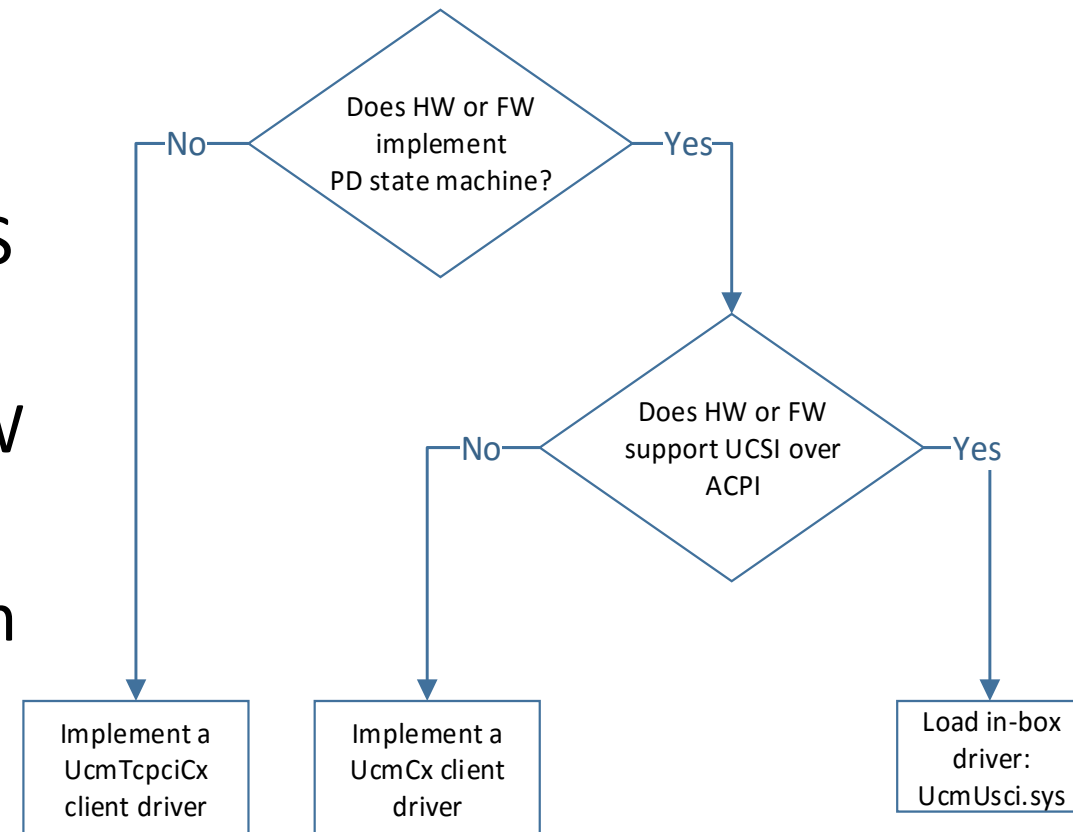 Does HW or FW
implement
PD state machine?
No
Yes
Does HW or FW
support UCSI over
ACPI
No
Yes
Implement a
UcmTcpciCx
client driver
Implement a
UcmCx client
driver
Load in-box
driver:
UcmUsci.sys